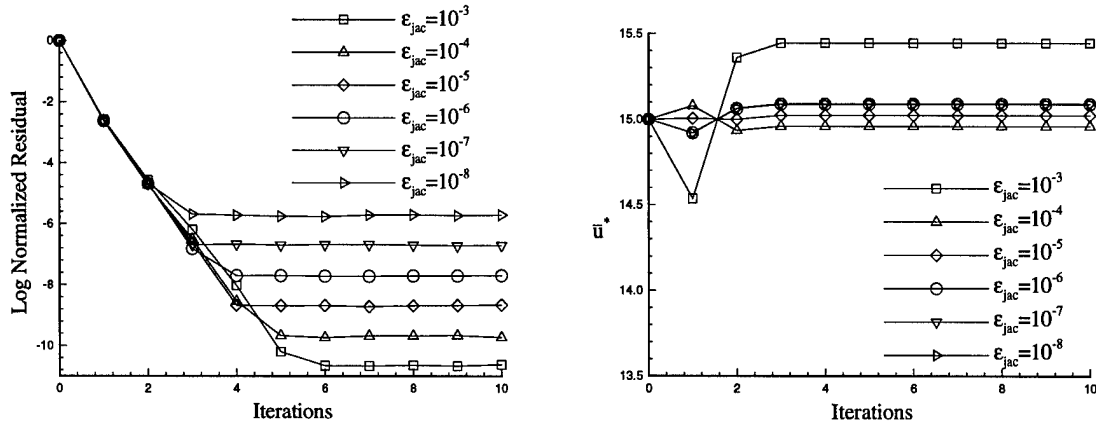 Log Normalized Residual
0
-2
-4
-6
-8
-10
0
2
4
6
8
10
Iterations
ε_jac=10⁻³
ε_jac=10⁻⁴
ε_jac=10⁻⁵
ε_jac=10⁻⁶
ε_jac=10⁻⁷
ε_jac=10⁻⁸
ū*
15.5
15.0
14.5
14.0
13.5
0
2
4
6
8
10
Iterations
ε_jac=10⁻³
ε_jac=10⁻⁴
ε_jac=10⁻⁵
ε_jac=10⁻⁶
ε_jac=10⁻⁷
ε_jac=10⁻⁸